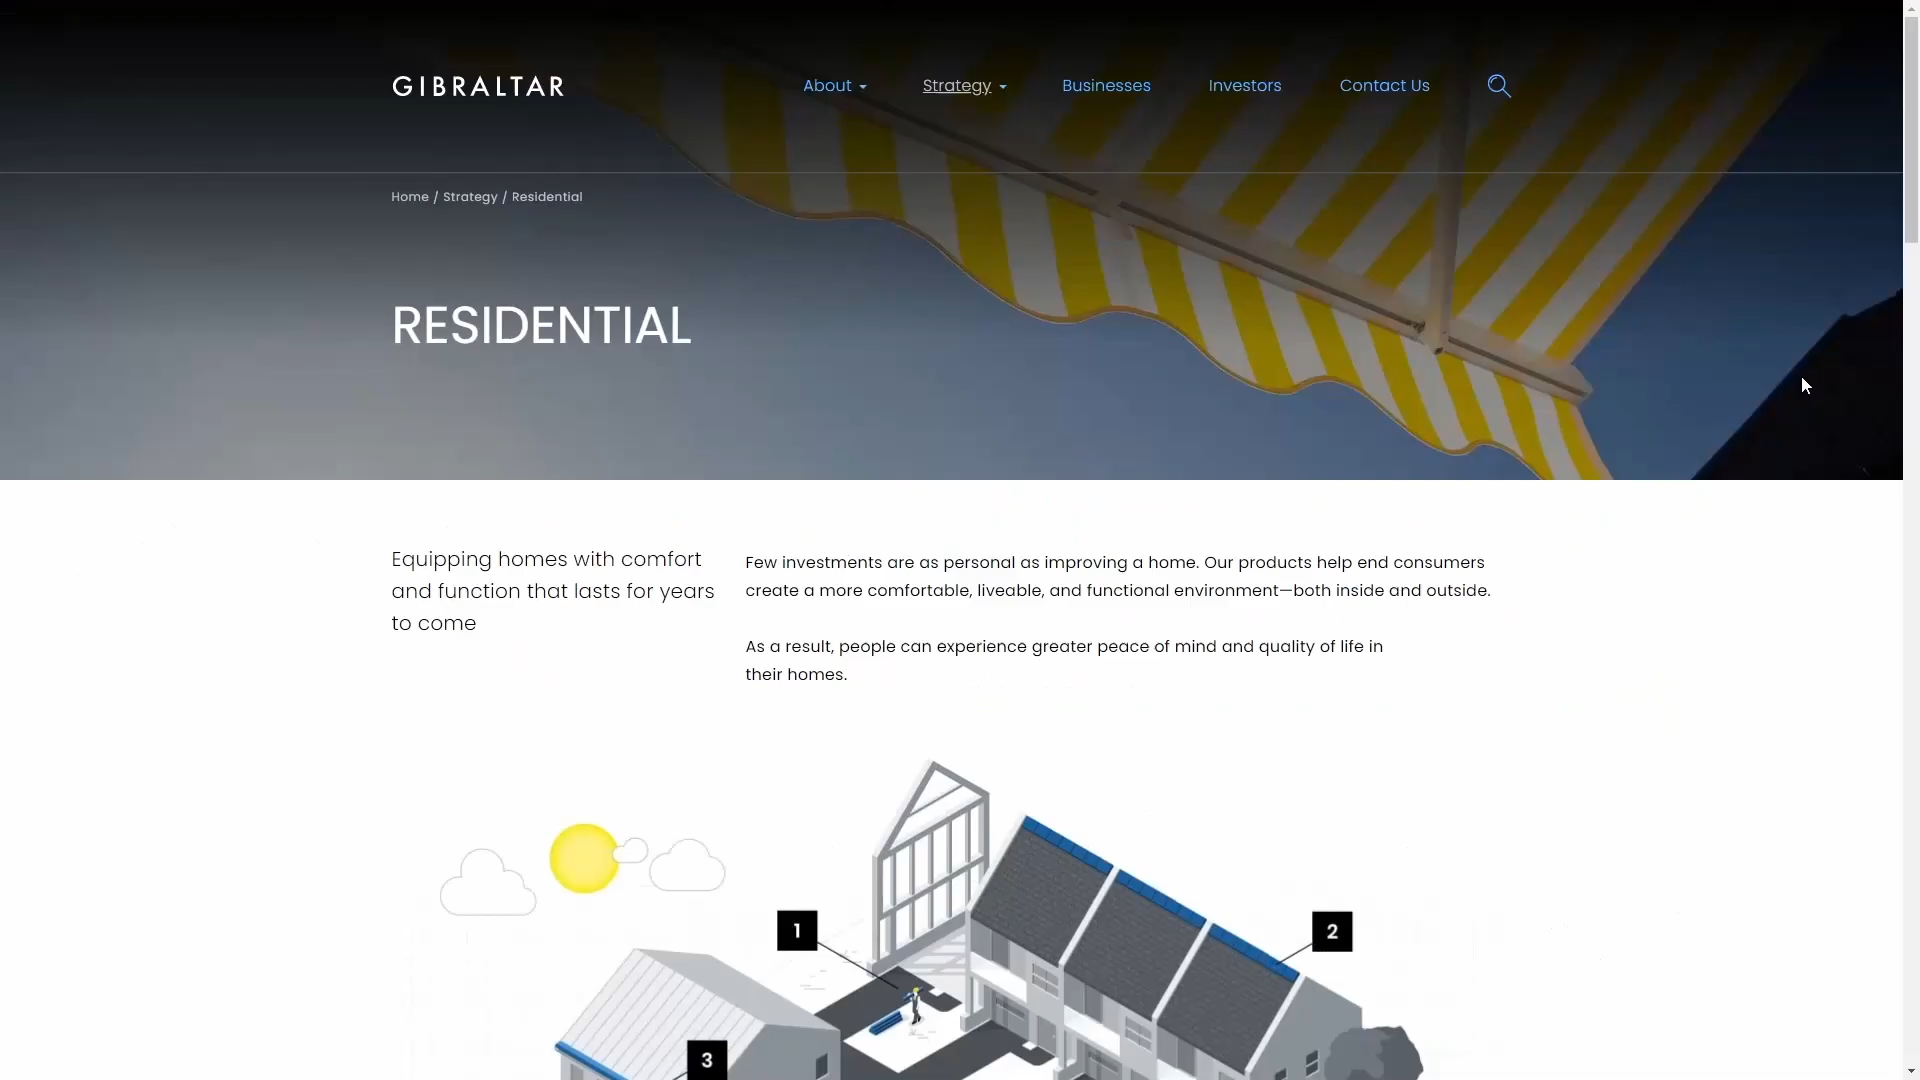 GIBRALTAR
About
Strategy
Businesses
Investors
Contact Us
Home / Strategy / Residential
RESIDENTIAL
Equipping homes with comfort
and function that lasts for years
to come
Few investments are as personal as improving a home. Our products help end consumers
create a more comfortable, liveable, and functional environment—both inside and outside.
As a result, people can experience greater peace of mind and quality of life in
their homes.
1
2
3